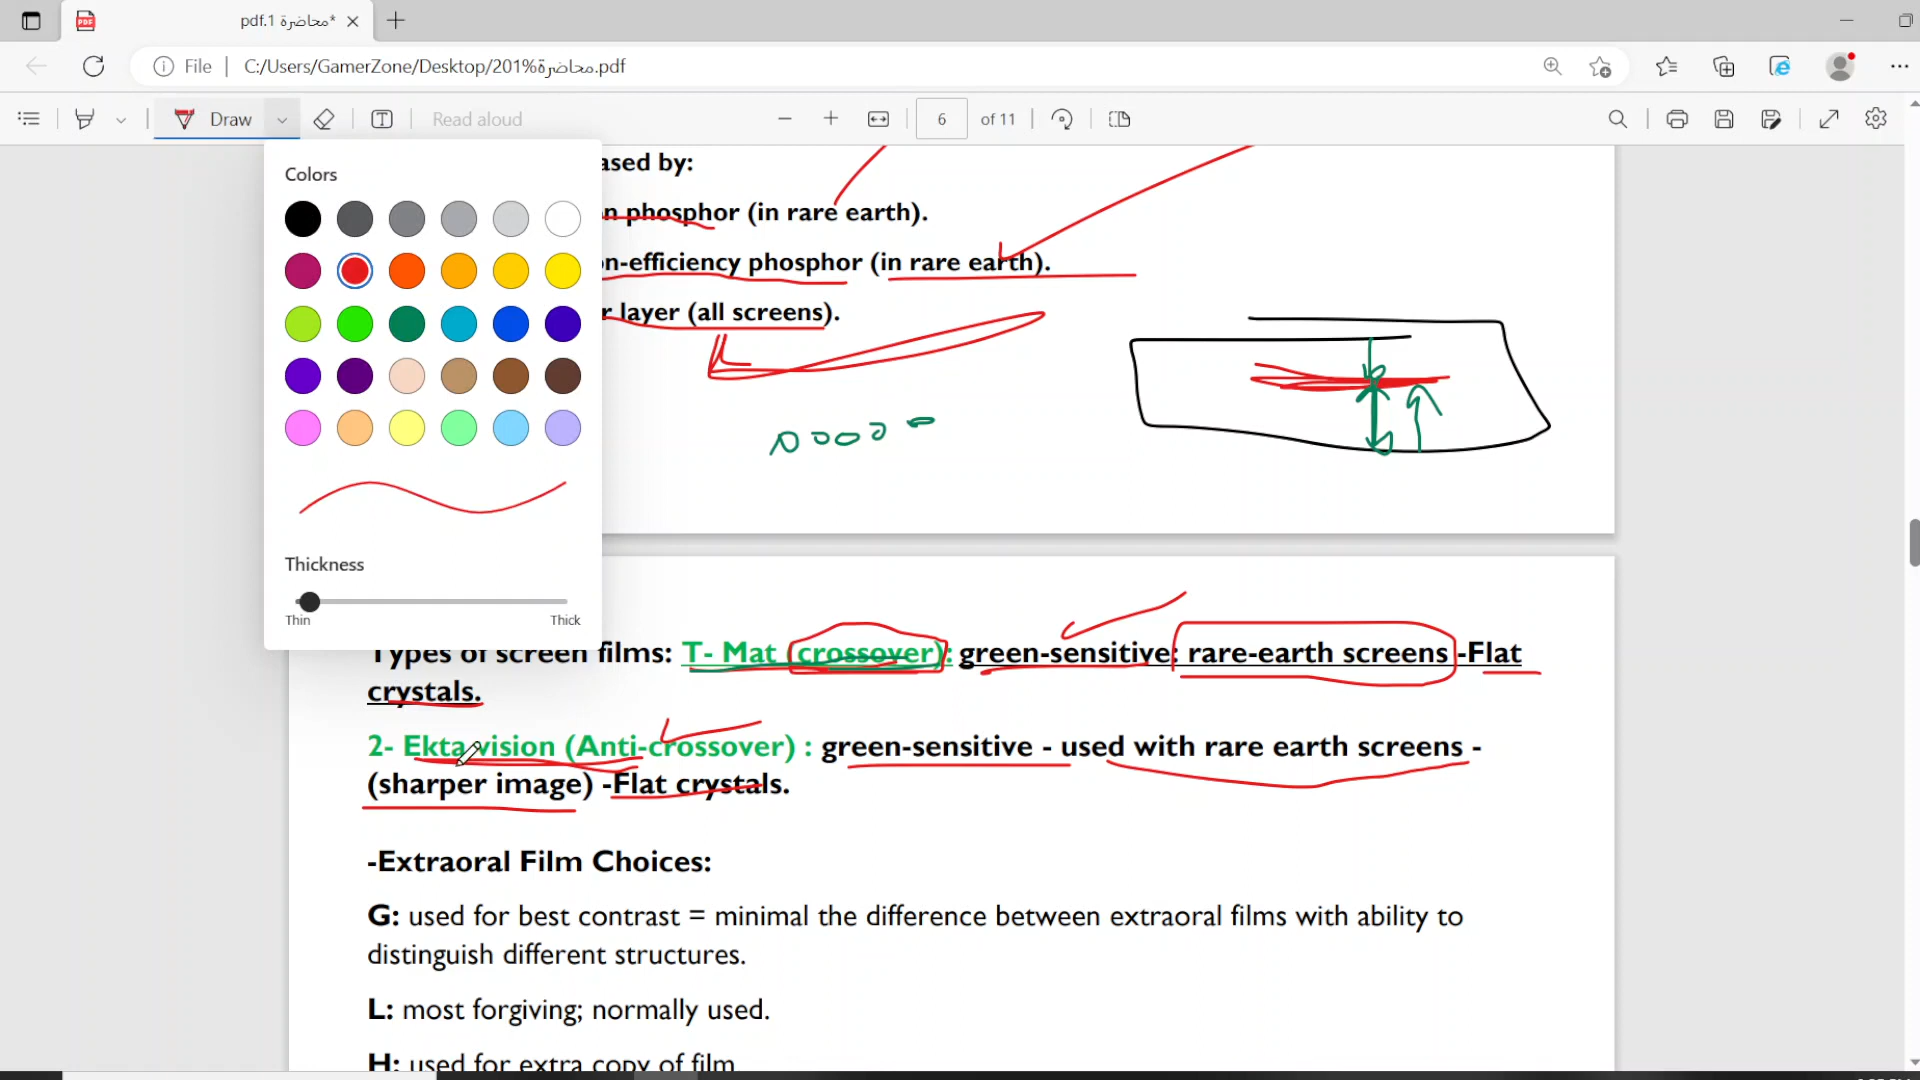 pdf.1 محاضرة*
File
C:/Users/GamerZone/Desktop/201%محاضرة.pdf
Draw
Read aloud
6 of 11
Colors
Thickness
Thin Thick
ased by:
n phosphor (in rare earth).
n-efficiency phosphor (in rare earth).
r layer (all screens).
Types of screen films: T- Mat (crossover): green-sensitive: rare-earth screens -Flat
crystals.
2- Ekta vision (Anti-crossover) : green-sensitive - used with rare earth screens -
(sharper image) -Flat crystals.
-Extraoral Film Choices:
G: used for best contrast = minimal the difference between extraoral films with ability to
distinguish different structures.
L: most forgiving; normally used.
H: used for extra copy of film